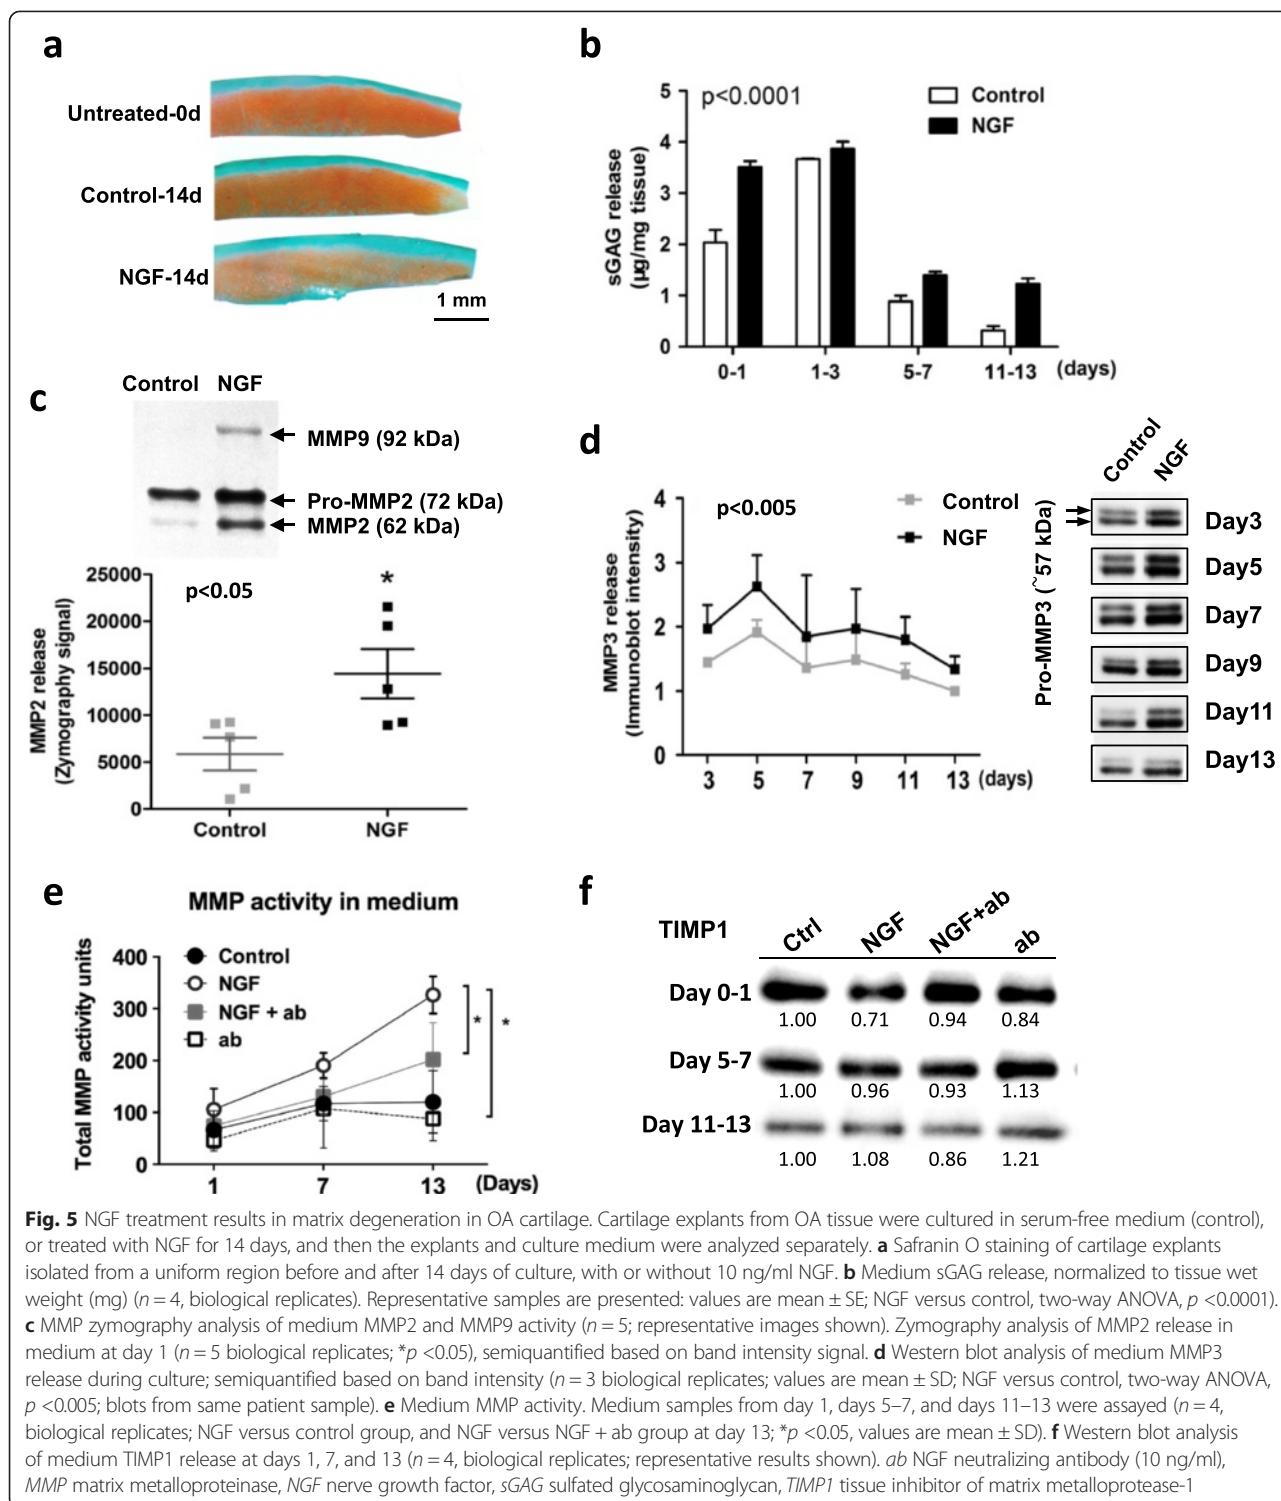 a
Untreated-0d
Control-14d
NGF-14d
1 mm
b
p<0.0001
Control
NGF
sGAG release
(µg/mg tissue)
5
4
3
2
1
0
0-1
1-3
5-7
11-13
(days)
c
Control
NGF
MMP9 (92 kDa)
Pro-MMP2 (72 kDa)
MMP2 (62 kDa)
MMP2 release
(Zymography signal)
25000
20000
15000
10000
5000
0
p<0.05
*
Control
NGF
d
MMP3 release
(Immunoblot intensity)
4
3
2
1
0
p<0.005
Control
NGF
3
5
7
9
11
13
(days)
Control
NGF
Pro-MMP3 (~57 kDa)
Day3
Day5
Day7
Day9
Day11
Day13
e
MMP activity in medium
Total MMP activity units
400
300
200
100
0
Control
NGF
NGF + ab
ab
*
*
1
7
13
(Days)
f
TIMP1
Ctrl
NGF
NGF+ab
ab
Day 0-1
1.00 0.71 0.94 0.84
Day 5-7
1.00 0.96 0.93 1.13
Day 11-13
1.00 1.08 0.86 1.21
Fig. 5 NGF treatment results in matrix degeneration in OA cartilage. Cartilage explants from OA tissue were cultured in serum-free medium (control),
or treated with NGF for 14 days, and then the explants and culture medium were analyzed separately. a Safranin O staining of cartilage explants
isolated from a uniform region before and after 14 days of culture, with or without 10 ng/ml NGF. b Medium sGAG release, normalized to tissue wet
weight (mg) (n = 4, biological replicates). Representative samples are presented: values are mean ± SE; NGF versus control, two-way ANOVA, p <0.0001).
c MMP zymography analysis of medium MMP2 and MMP9 activity (n = 5; representative images shown). Zymography analysis of MMP2 release in
medium at day 1 (n = 5 biological replicates; *p <0.05), semiquantified based on band intensity signal. d Western blot analysis of medium MMP3
release during culture; semiquantified based on band intensity (n = 3 biological replicates; values are mean ± SD; NGF versus control, two-way ANOVA,
p <0.005; blots from same patient sample). e Medium MMP activity. Medium samples from day 1, days 5–7, and days 11–13 were assayed (n = 4,
biological replicates; NGF versus control group, and NGF versus NGF + ab group at day 13; *p <0.05, values are mean ± SD). f Western blot analysis
of medium TIMP1 release at days 1, 7, and 13 (n = 4, biological replicates; representative results shown). ab NGF neutralizing antibody (10 ng/ml),
MMP matrix metalloproteinase, NGF nerve growth factor, sGAG sulfated glycosaminoglycan, TIMP1 tissue inhibitor of matrix metalloprotease-1